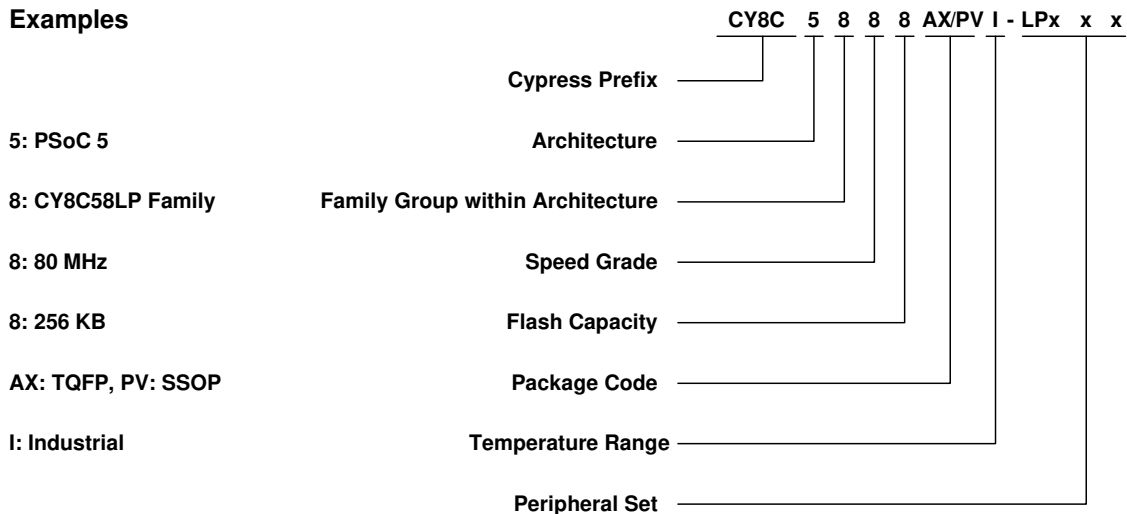 Examples CY8C 5 8 8 8 AX/PV I - LPx x x
Cypress Prefix
5: PSoC 5 Architecture
8: CY8C58LP Family Family Group within Architecture
8: 80 MHz Speed Grade
8: 256 KB Flash Capacity
AX: TQFP, PV: SSOP Package Code
I: Industrial Temperature Range
Peripheral Set